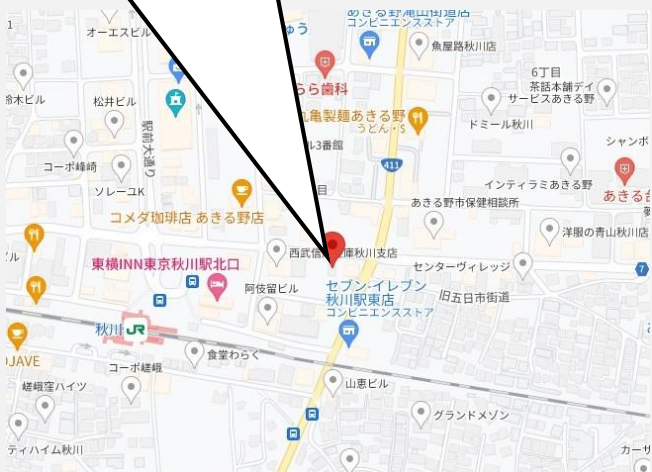 あきる野滝山街道店
コンビニエンスストア
オーエスビル
ゅう
魚屋路秋川店
らら歯科
6丁目
茶話本舗デイ
サービスあきる野
鈴木ビル
松井ビル
丸亀製麺あきる野
うどん・$
ドミール秋川
駅前大通り
ル3番館
シャンボ
コーポ峰崎
411
ソレーユK
目
インティライミあきる野
あきる台
コメダ珈琲店 あきる野店
あきる野市保健相談所
洋服の青山秋川店
ル
西武信
庫秋川支店
東横INN東京秋川駅北口
センターヴィレッジ
7
阿伎留ビル
セブン-イレブン
秋川駅東店
コンビニエンスストア
旧五日市街道
秋川
JR
食堂わらく
OJAVE
コーポ嵯峨
嵯峨窪ハイツ
山恵ビル
グランドメゾン
ティハイム秋川
カーサ